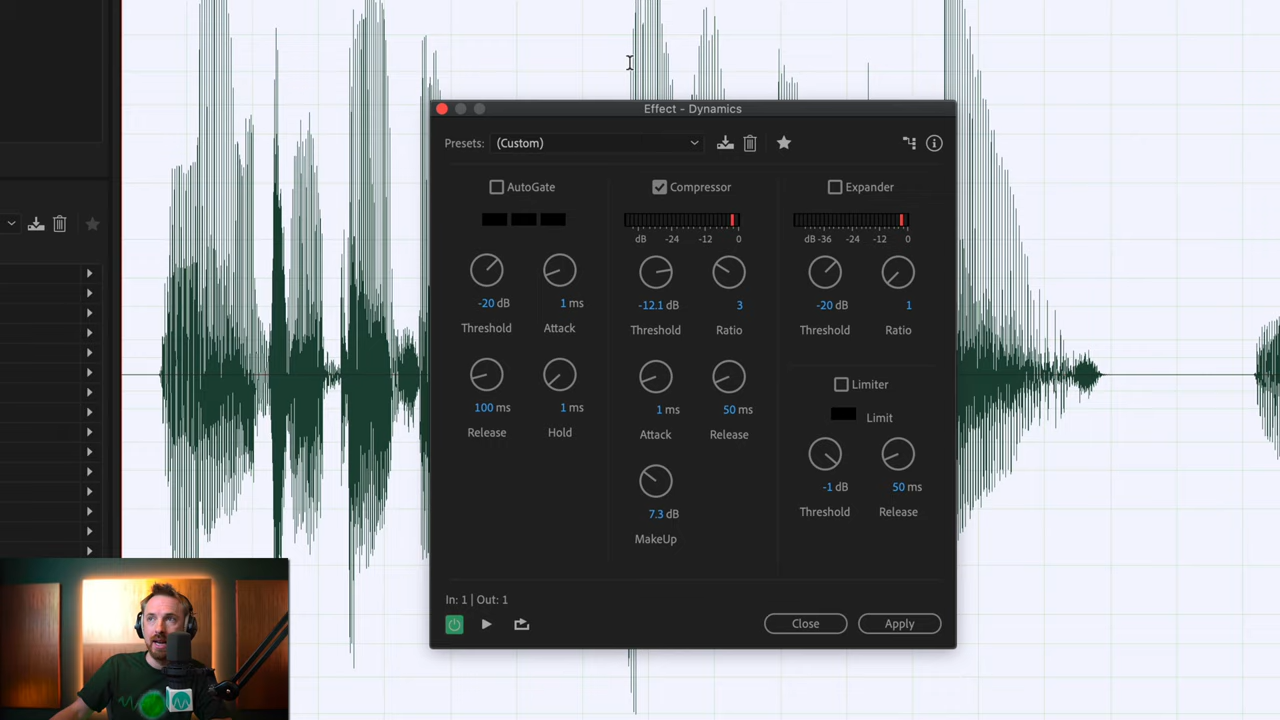 Effect - Dynamics
Presets: (Custom)
AutoGate
Compressor
Expander
dB -24 -12 0
dB -36 -24 -12 0
-20 dB 1 ms
Threshold Attack
100 ms 1 ms
Release Hold
-12.1 dB 3
Threshold Ratio
1 ms 50 ms
Attack Release
7.3 dB
MakeUp
-20 dB 1
Threshold Ratio
Limiter
Limit
-1 dB 50 ms
Threshold Release
In: 1 | Out: 1
Close Apply